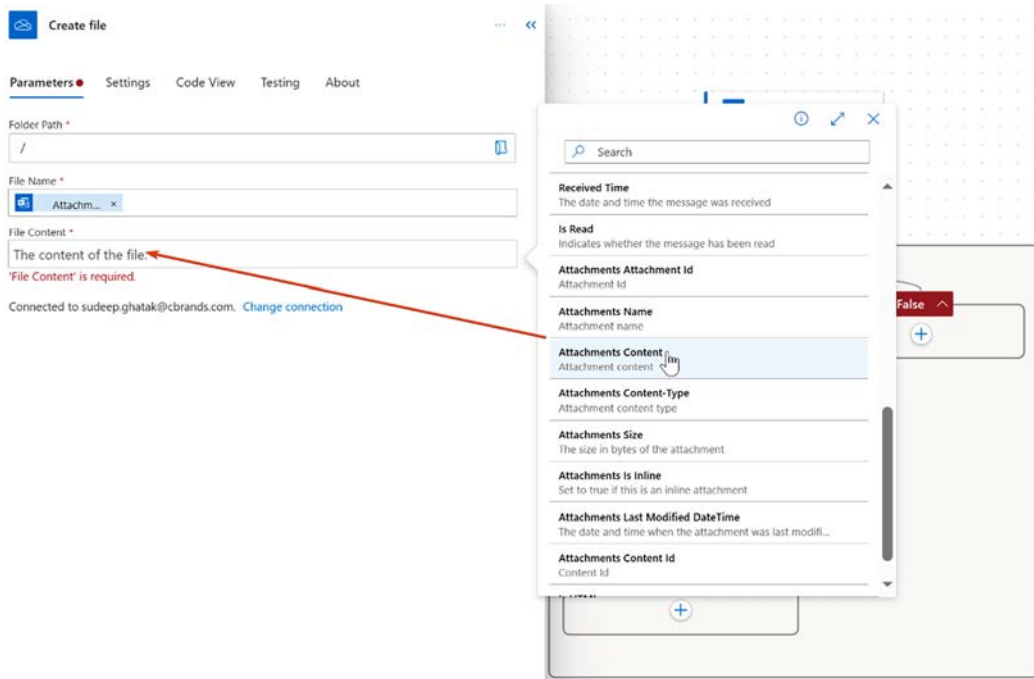 Create file
Parameters
Settings
Code View
Testing
About
Folder Path *
/
File Name *
Attachm... ×
File Content *
The content of the file.
'File Content' is required.
Connected to sudeep.ghatak@cbrands.com. Change connection
Search
Received Time
The date and time the message was received
Is Read
Indicates whether the message has been read
Attachments Attachment Id
Attachment Id
Attachments Name
Attachment name
Attachments Content
Attachment content
Attachments Content-Type
Attachment content type
Attachments Size
The size in bytes of the attachment
Attachments Is Inline
Set to true if this is an inline attachment
Attachments Last Modified DateTime
The date and time when the attachment was last modifi...
Attachments Content Id
Content Id
False